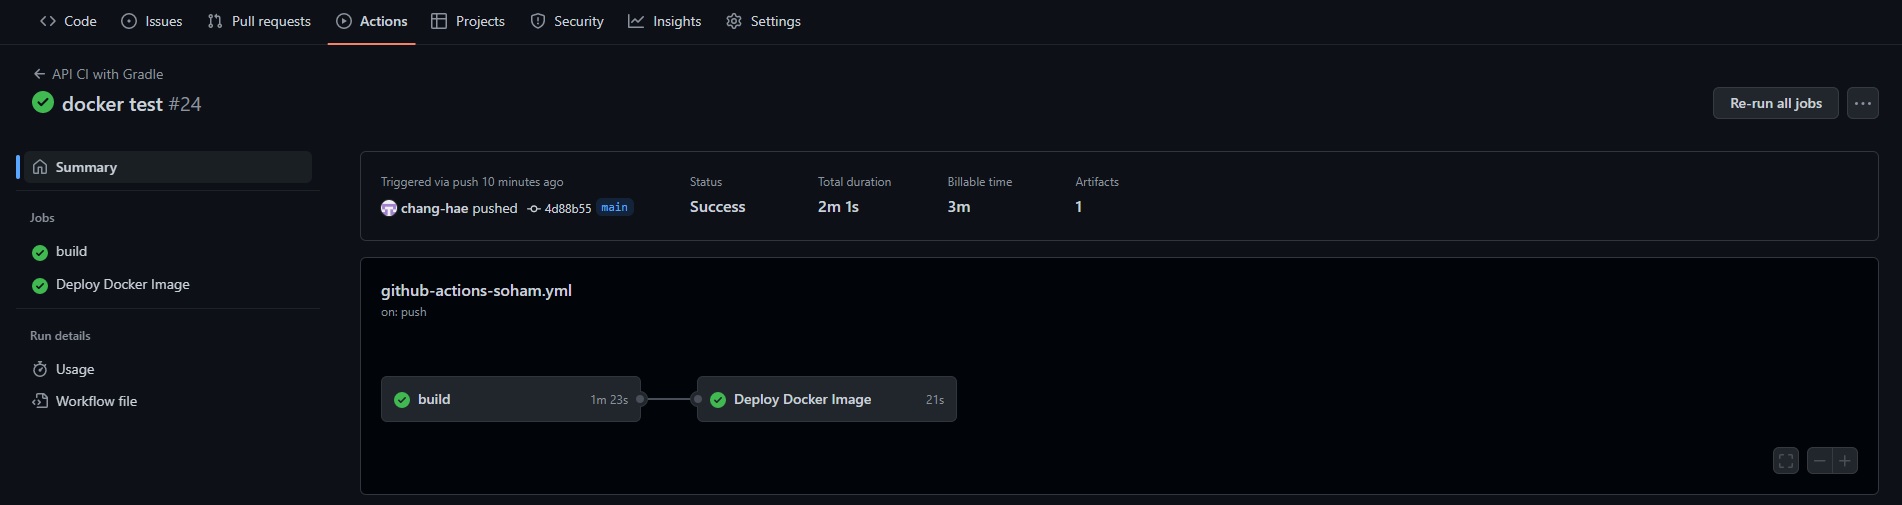 Code Issues Pull requests Actions Projects Security Insights Settings
API CI with Gradle
docker test #24
Re-run all jobs
Summary
Jobs
build
Deploy Docker Image
Run details
Usage
Workflow file
Triggered via push 10 minutes ago
chang-hae pushed 4d88b55 main
Status
Success
Total duration
2m 1s
Billable time
3m
Artifacts
1
github-actions-soham.yml
on: push
build 1m 23s
Deploy Docker Image 21s